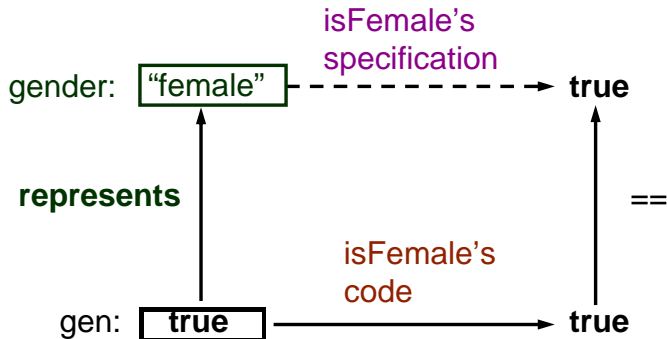 isFemale's
specification
gender: “female” true
represents ==
isFemale's
code
gen: true true